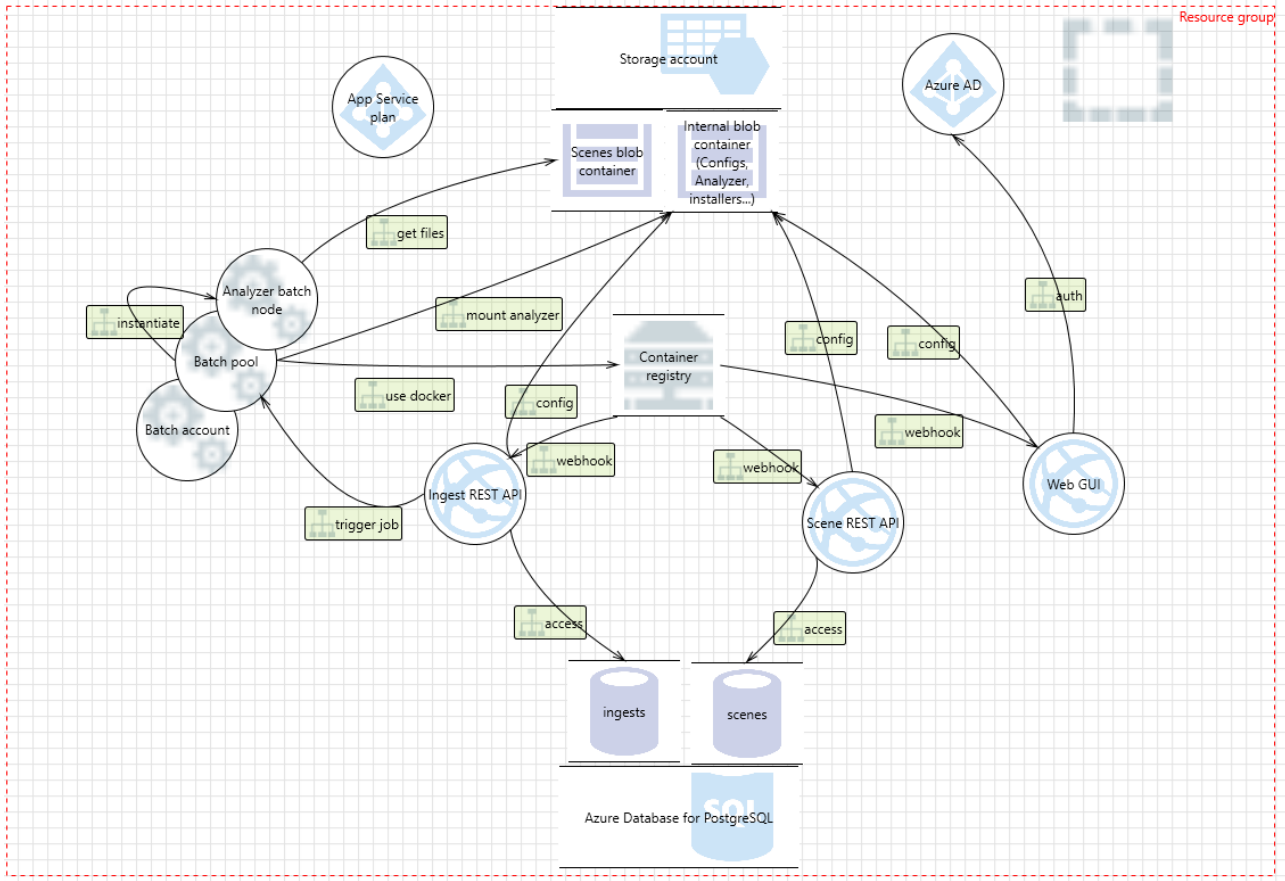 Resource group
Storage account
App Service
plan
Azure AD
Scenes blob
container
Internal blob
container
(Configs,
Analyzer,
installers...)
get files
Analyzer batch
node
instantiate
mount analyzer
auth
config
config
Batch pool
Container
registry
use docker
config
Batch account
webhook
webhook
webhook
Ingest REST API
Scene REST API
Web GUI
trigger job
access
access
ingests
scenes
SQL
Azure Database for PostgreSQL